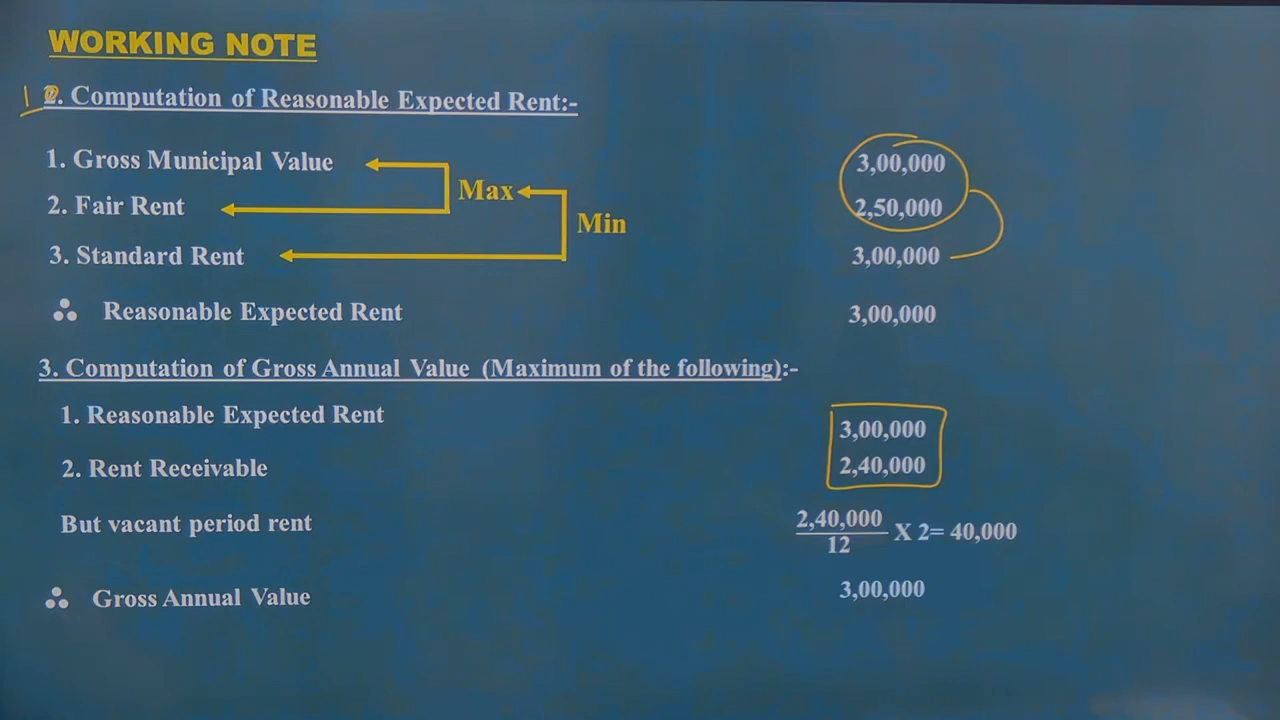 WORKING NOTE
1 2. Computation of Reasonable Expected Rent:-
1. Gross Municipal Value 3,00,000
Max
2. Fair Rent 2,50,000
Min
3. Standard Rent 3,00,000
∴ Reasonable Expected Rent 3,00,000
3. Computation of Gross Annual Value (Maximum of the following):-
1. Reasonable Expected Rent 3,00,000
2. Rent Receivable 2,40,000
But vacant period rent 2,40,000/12 X 2= 40,000
∴ Gross Annual Value 3,00,000